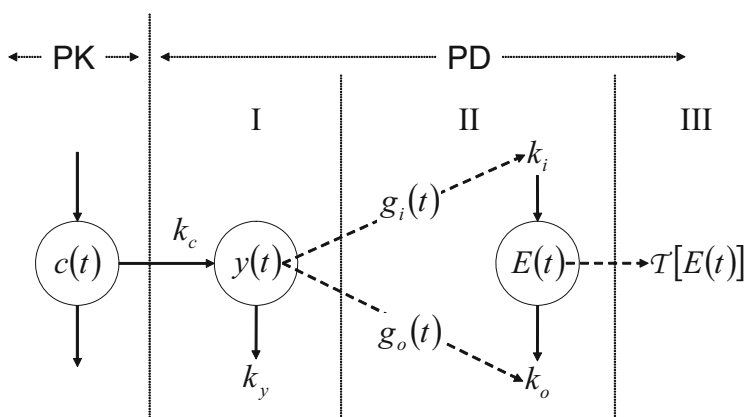 PK
PD
I
II
III
k_i
g_i(t)
k_c
c(t)
y(t)
E(t)
𝒯[E(t)]
g_o(t)
k_y
k_o